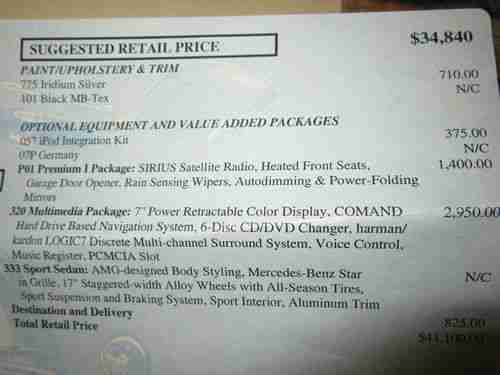 SUGGESTED RETAIL PRICE $34,840
PAINT/UPHOLSTERY & TRIM
775 Iridium Silver 710.00
101 Black MB-Tex N/C
OPTIONAL EQUIPMENT AND VALUE ADDED PACKAGES
057 iPod Integration Kit 375.00
07P Germany N/C
P01 Premium I Package: SIRIUS Satellite Radio, Heated Front Seats, 1,400.00
Garage Door Opener, Rain Sensing Wipers, Autodimming & Power-Folding
Mirrors
320 Multimedia Package: 7" Power Retractable Color Display, COMAND 2,950.00
Hard Drive Based Navigation System, 6-Disc CD/DVD Changer, harman/
kardon LOGIC7 Discrete Multi-channel Surround System, Voice Control,
Music Register, PCMCIA Slot
333 Sport Sedan: AMG-designed Body Styling, Mercedes-Benz Star N/C
in Grille, 17" Staggered-width Alloy Wheels with All-Season Tires,
Sport Suspension and Braking System, Sport Interior, Aluminum Trim
Destination and Delivery 825.00
Total Retail Price $41,100.00